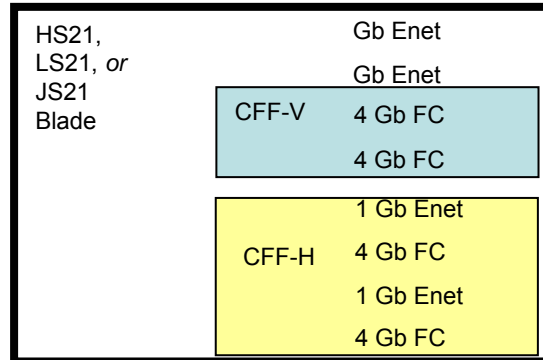 HS21,
LS21, or
JS21
Blade
Gb Enet
Gb Enet
CFF-V
4 Gb FC
4 Gb FC
CFF-H
1 Gb Enet
4 Gb FC
1 Gb Enet
4 Gb FC